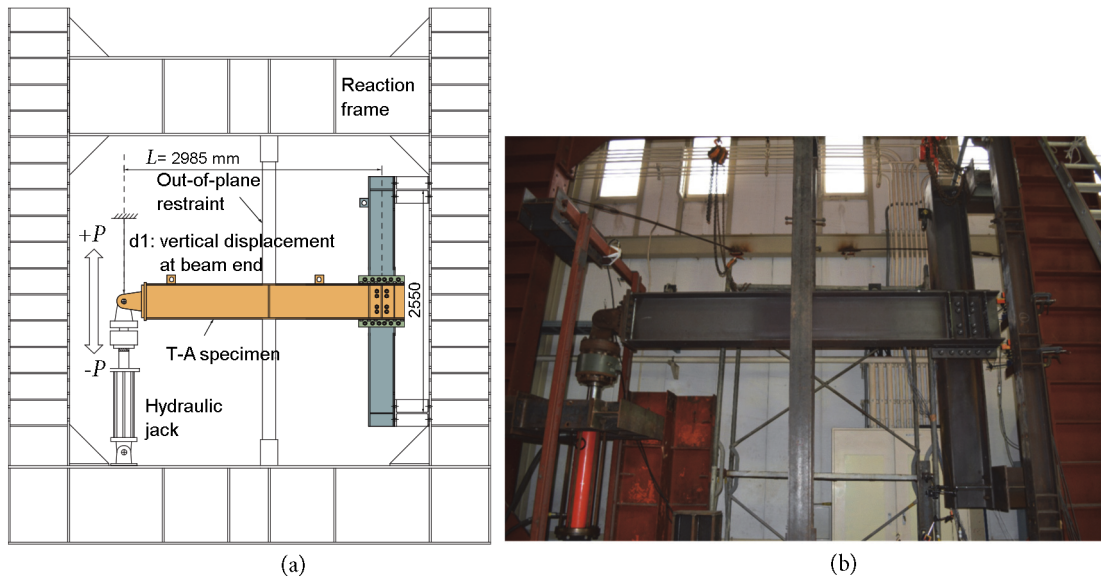 Reaction
frame
L= 2985 mm
Out-of-plane
restraint
+P
d1: vertical displacement
at beam end
2550
T-A specimen
-P
Hydraulic
jack
(a)
(b)